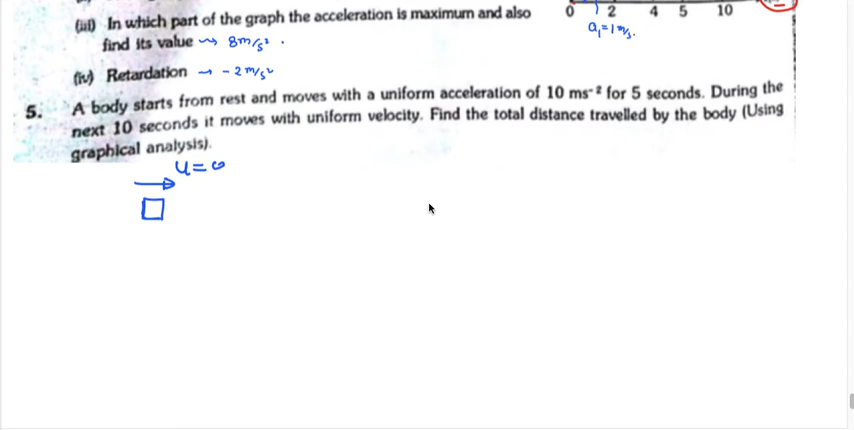 (iii) In which part of the graph the acceleration is maximum and also
find its value ⇝ 8m/s² .
(iv) Retardation → -2 m/s²
0 2 4 5 10
a₁=1 m/s.
5. A body starts from rest and moves with a uniform acceleration of 10 ms⁻² for 5 seconds. During the
next 10 seconds it moves with uniform velocity. Find the total distance travelled by the body (Using
graphical analysis).